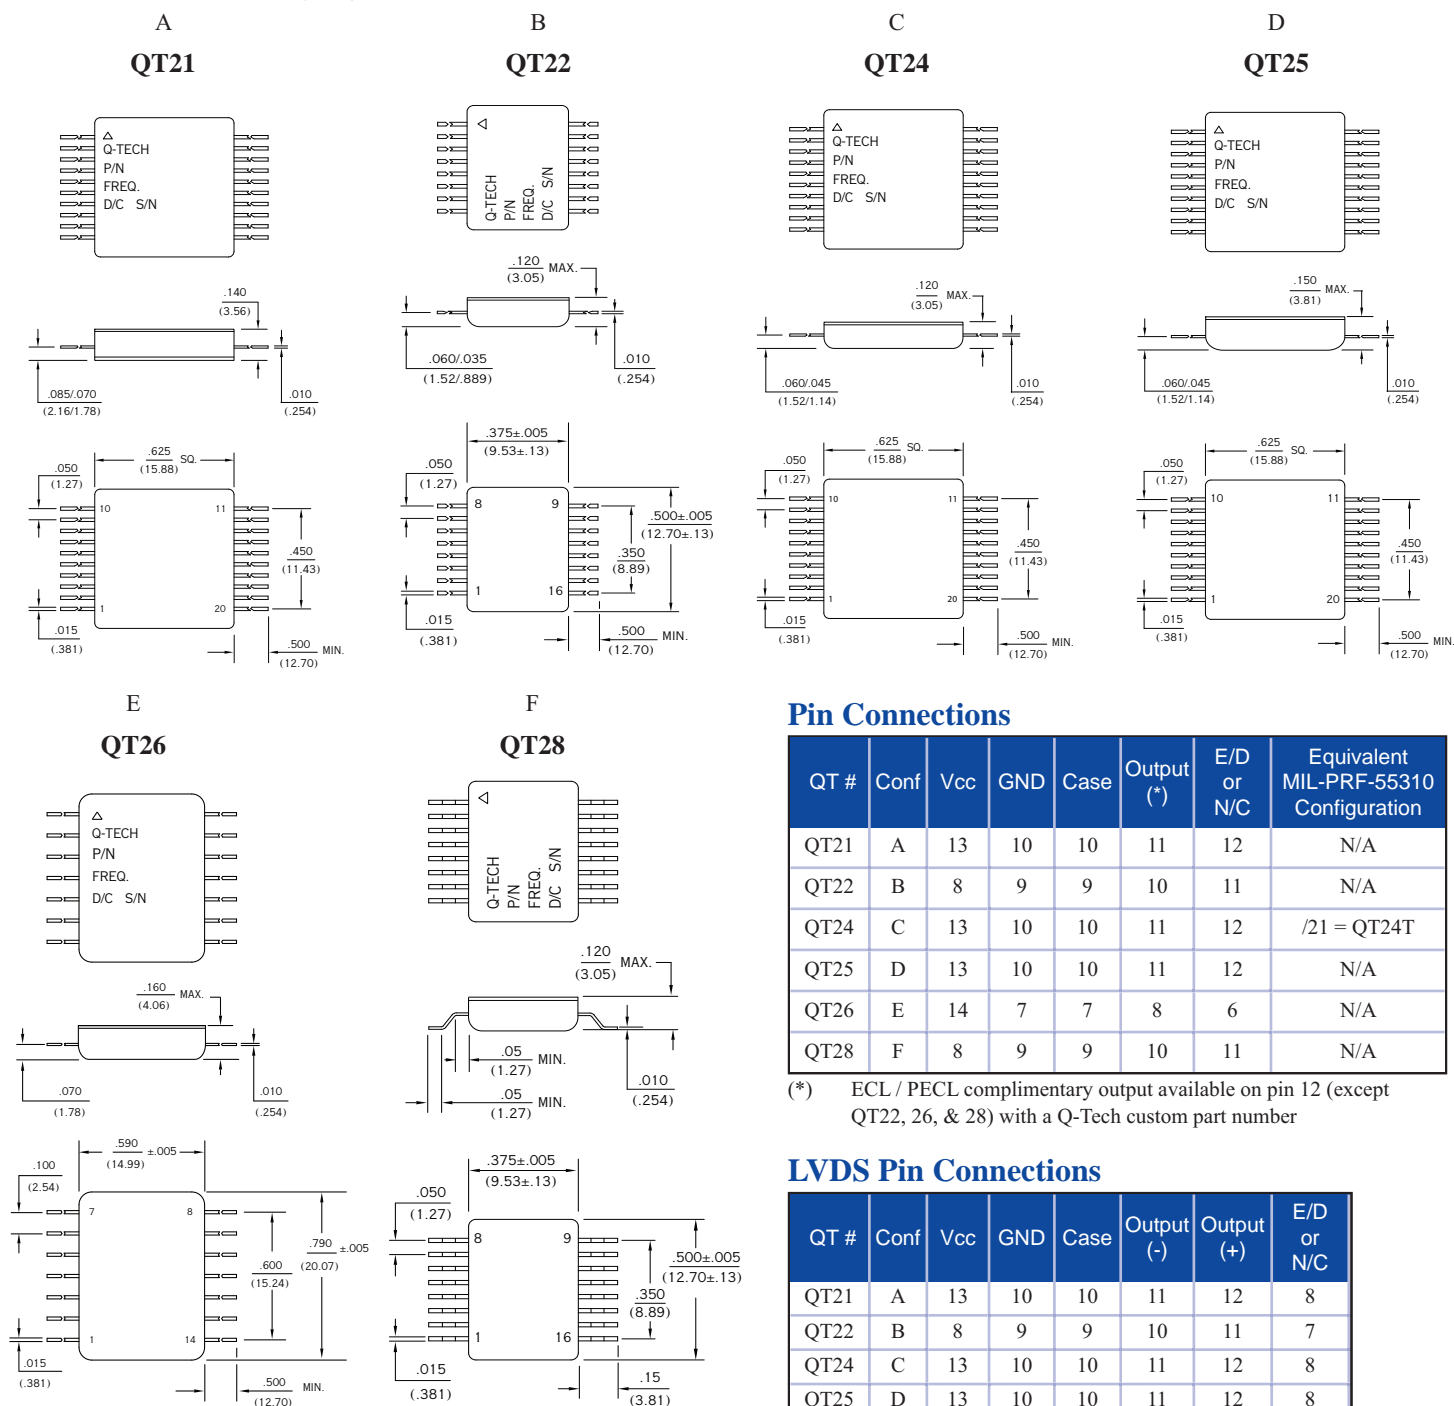 A
QT21
Q-TECH
P/N
FREQ.
D/C S/N
.140
(3.56)
.085/.070
(2.16/1.78)
.010
(.254)
.625
(15.88)
SQ.
.050
(1.27)
10
11
.450
(11.43)
1
20
.015
(.381)
.500
(12.70)
MIN.
B
QT22
Q-TECH
P/N
FREQ.
D/C S/N
.120
(3.05)
MAX.
.060/.035
(1.52/.889)
.010
(.254)
.375±.005
(9.53±.13)
.050
(1.27)
8
9
.500±.005
(12.70±.13)
.350
(8.89)
1
16
.015
(.381)
.500
(12.70)
MIN.
C
QT24
Q-TECH
P/N
FREQ.
D/C S/N
.120
(3.05)
MAX.
.060/.045
(1.52/1.14)
.010
(.254)
.625
(15.88)
SQ.
.050
(1.27)
10
11
.450
(11.43)
1
20
.015
(.381)
.500
(12.70)
MIN.
D
QT25
Q-TECH
P/N
FREQ.
D/C S/N
.150
(3.81)
MAX.
.060/.045
(1.52/1.14)
.010
(.254)
.625
(15.88)
SQ.
.050
(1.27)
10
11
.450
(11.43)
1
20
.015
(.381)
.500
(12.70)
MIN.
E
QT26
Q-TECH
P/N
FREQ.
D/C S/N
.160
(4.06)
MAX.
.070
(1.78)
.010
(.254)
.590
(14.99)
±.005
.100
(2.54)
7
8
.790
(20.07)
±.005
.600
(15.24)
1
14
.015
(.381)
.500
(12.70)
MIN.
F
QT28
Q-TECH
P/N
FREQ.
D/C S/N
.120
(3.05)
MAX.
.05
(1.27)
MIN.
.05
(1.27)
MIN.
.010
(.254)
.375±.005
(9.53±.13)
.050
(1.27)
8
9
.500±.005
(12.70±.13)
.350
(8.89)
1
16
.015
(.381)
.15
(3.81)
Pin Connections
QT # Conf Vcc GND Case Output (*) E/D or N/C Equivalent MIL-PRF-55310 Configuration
QT21 A 13 10 10 11 12 N/A
QT22 B 8 9 9 10 11 N/A
QT24 C 13 10 10 11 12 /21 = QT24T
QT25 D 13 10 10 11 12 N/A
QT26 E 14 7 7 8 6 N/A
QT28 F 8 9 9 10 11 N/A
(*) ECL / PECL complimentary output available on pin 12 (except
QT22, 26, & 28) with a Q-Tech custom part number
LVDS Pin Connections
QT # Conf Vcc GND Case Output (-) Output (+) E/D or N/C
QT21 A 13 10 10 11 12 8
QT22 B 8 9 9 10 11 7
QT24 C 13 10 10 11 12 8
QT25 D 13 10 10 11 12 8